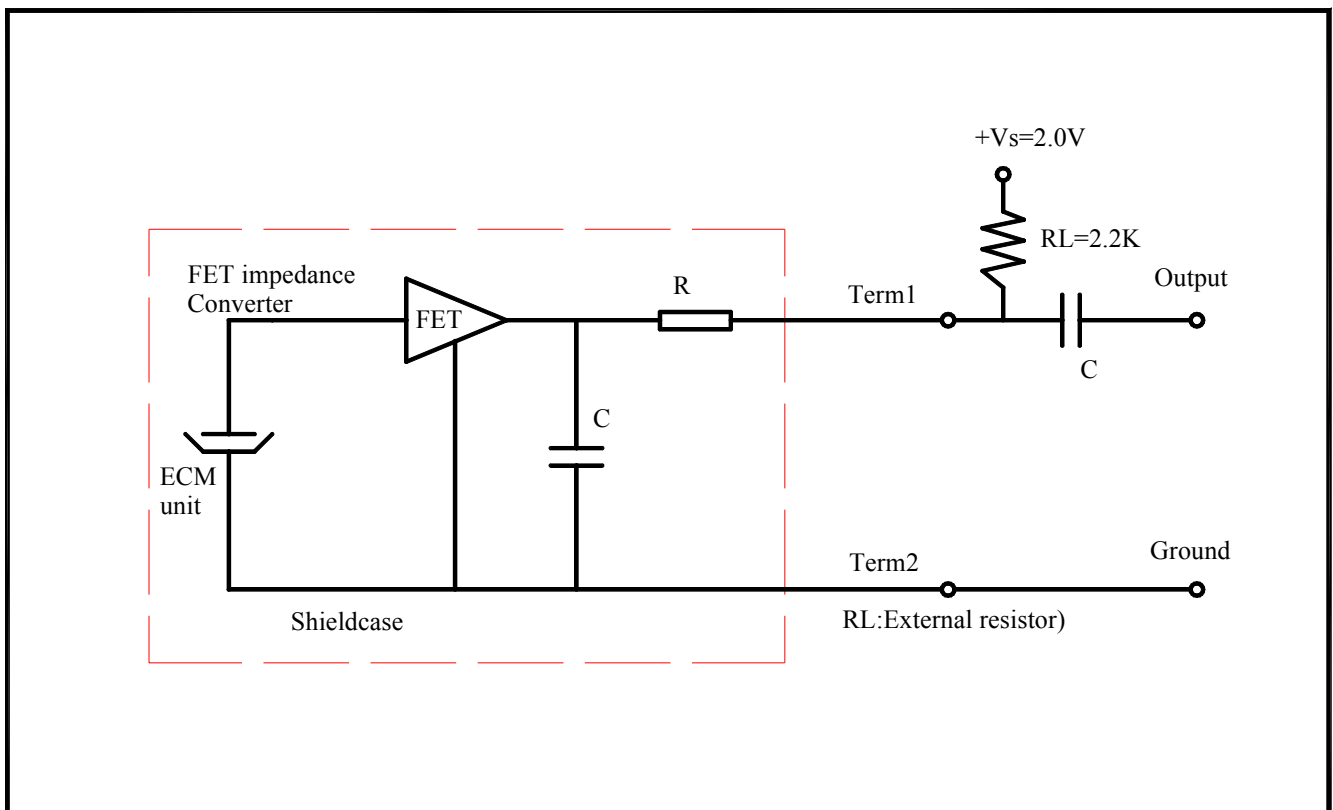 +Vs=2.0V
RL=2.2K
FET impedance
Converter
FET
R
Term1
Output
C
C
ECM
unit
Term2
Ground
Shieldcase
RL:External resistor)